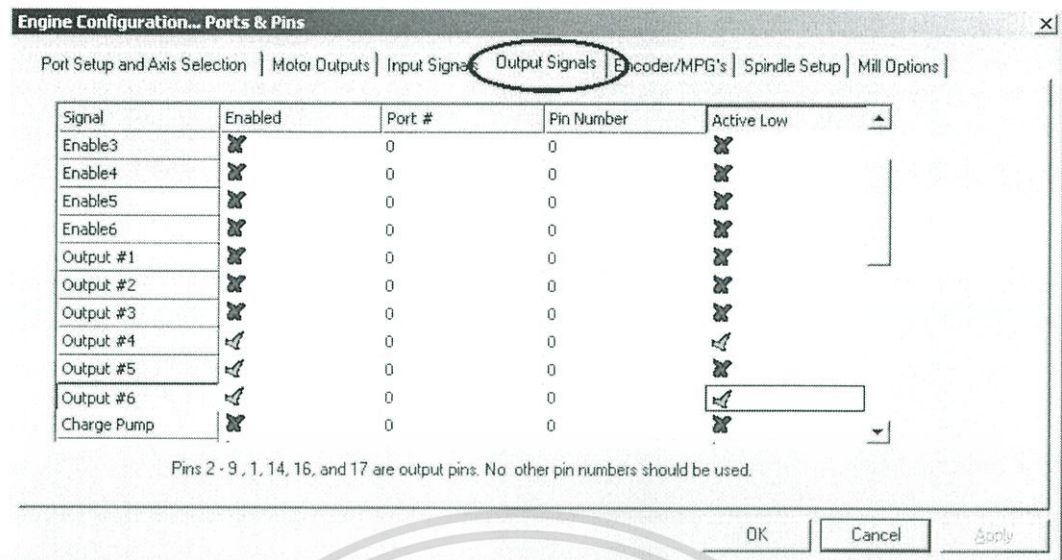 Engine Configuration... Ports & Pins
Port Setup and Axis Selection Motor Outputs Input Signals Output Signals Encoder/MPG's Spindle Setup Mill Options
Signal Enabled Port # Pin Number Active Low
Enable3 0 0
Enable4 0 0
Enable5 0 0
Enable6 0 0
Output #1 0 0
Output #2 0 0
Output #3 0 0
Output #4 0 0
Output #5 0 0
Output #6 0 0
Charge Pump 0 0
Pins 2 - 9 , 1, 14, 16, and 17 are output pins. No other pin numbers should be used.
OK Cancel Apply